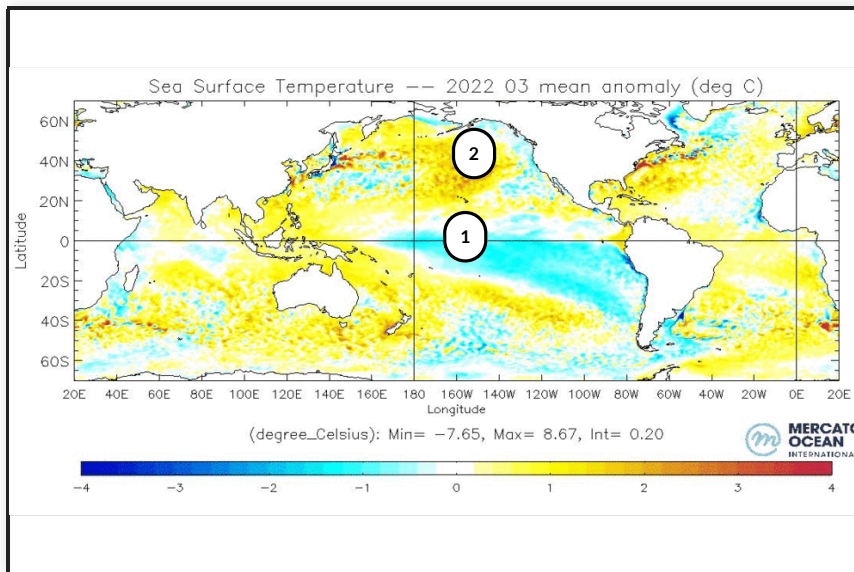 Sea Surface Temperature -- 2022 03 mean anomaly (deg C)
60N
40N
20N
0
20S
40S
60S
Latitude
2
1
20E 40E 60E 80E 100E 120E 140E 160E 180 160W 140W 120W 100W 80W 60W 40W 20W 0E 20E
Longitude
(degree_Celsius): Min= -7.65, Max= 8.67, Int= 0.20
MERCATO
OCEAN
INTERNATIONA
-4 -3 -2 -1 0 1 2 3 4